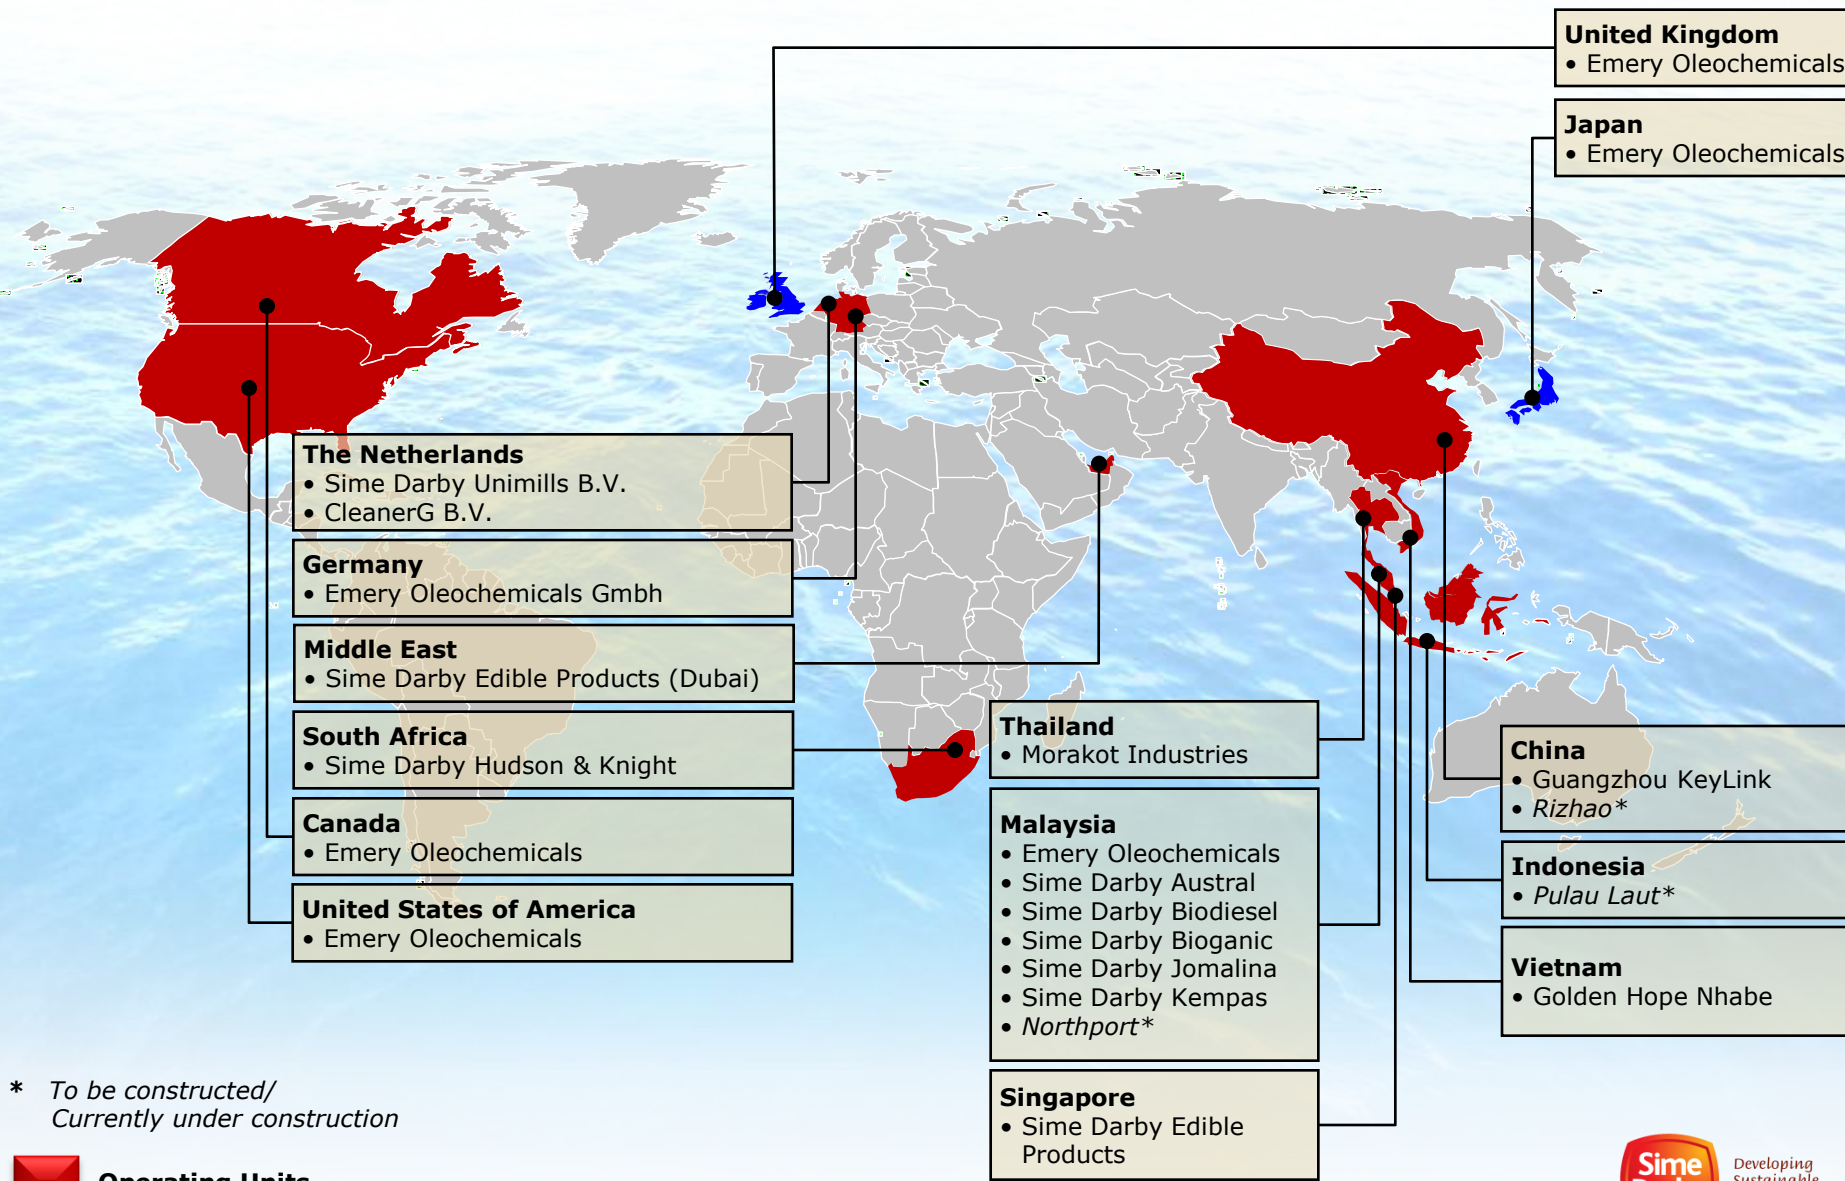 United Kingdom
• Emery Oleochemicals
Japan
• Emery Oleochemicals
The Netherlands
• Sime Darby Unimills B.V.
• CleanerG B.V.
Germany
• Emery Oleochemicals Gmbh
Middle East
• Sime Darby Edible Products (Dubai)
South Africa
• Sime Darby Hudson & Knight
Canada
• Emery Oleochemicals
United States of America
• Emery Oleochemicals
Thailand
• Morakot Industries
Malaysia
• Emery Oleochemicals
• Sime Darby Austral
• Sime Darby Biodiesel
• Sime Darby Bioganic
• Sime Darby Jomalina
• Sime Darby Kempas
• Northport*
Singapore
• Sime Darby Edible
Products
China
• Guangzhou KeyLink
• Rizhao*
Indonesia
• Pulau Laut*
Vietnam
• Golden Hope Nhabe
* To be constructed/
Currently under construction
Operating Units
Sime
Developing
Sustainable